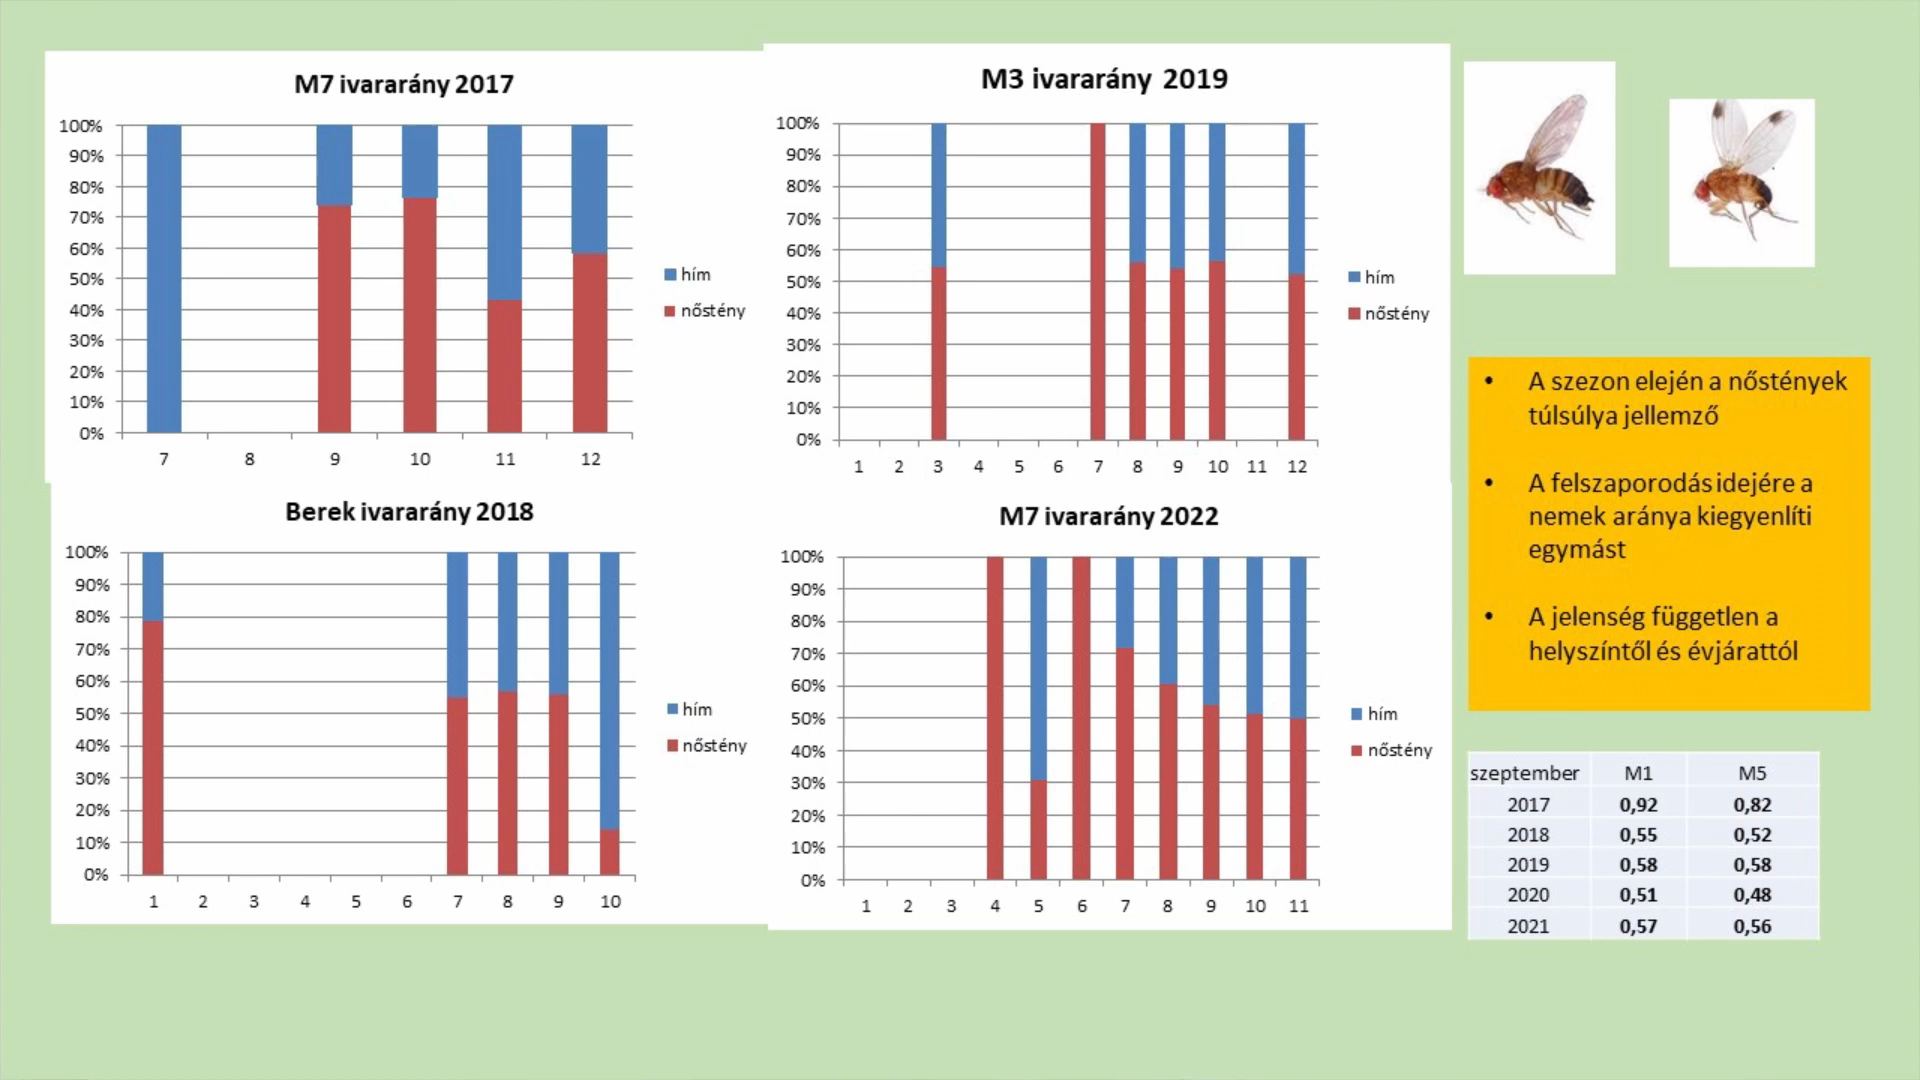 M7 ivararány 2017
100%
90%
80%
70%
60%
50%
40%
30%
20%
10%
0%
7 8 9 10 11 12
hím
nőstény
M3 ivararány 2019
100%
90%
80%
70%
60%
50%
40%
30%
20%
10%
0%
1 2 3 4 5 6 7 8 9 10 11 12
hím
nőstény
Berek ivararány 2018
100%
90%
80%
70%
60%
50%
40%
30%
20%
10%
0%
1 2 3 4 5 6 7 8 9 10
hím
nőstény
M7 ivararány 2022
100%
90%
80%
70%
60%
50%
40%
30%
20%
10%
0%
1 2 3 4 5 6 7 8 9 10 11
hím
nőstény
• A szezon elején a nőstények
túlsúlya jellemző
• A felszaporodás idejére a
nemek aránya kiegyenlíti
egymást
• A jelenség független a
helyszíntől és évjárattól
szeptember M1 M5
2017 0,92 0,82
2018 0,55 0,52
2019 0,58 0,58
2020 0,51 0,48
2021 0,57 0,56